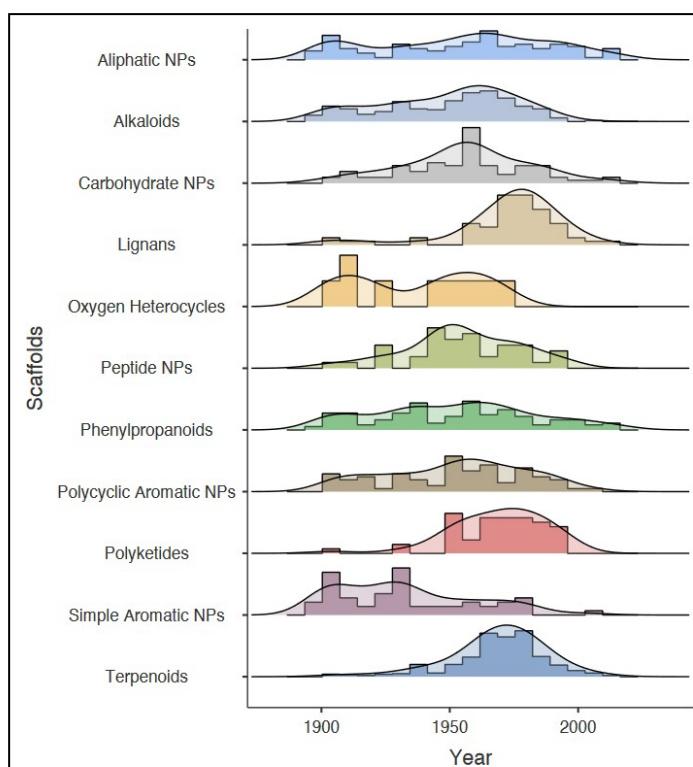 Aliphatic NPs
Alkaloids
Carbohydrate NPs
Lignans
Oxygen Heterocycles
Peptide NPs
Phenylpropanoids
Polycyclic Aromatic NPs
Polyketides
Simple Aromatic NPs
Terpenoids
Scaffolds
1900
1950
2000
Year